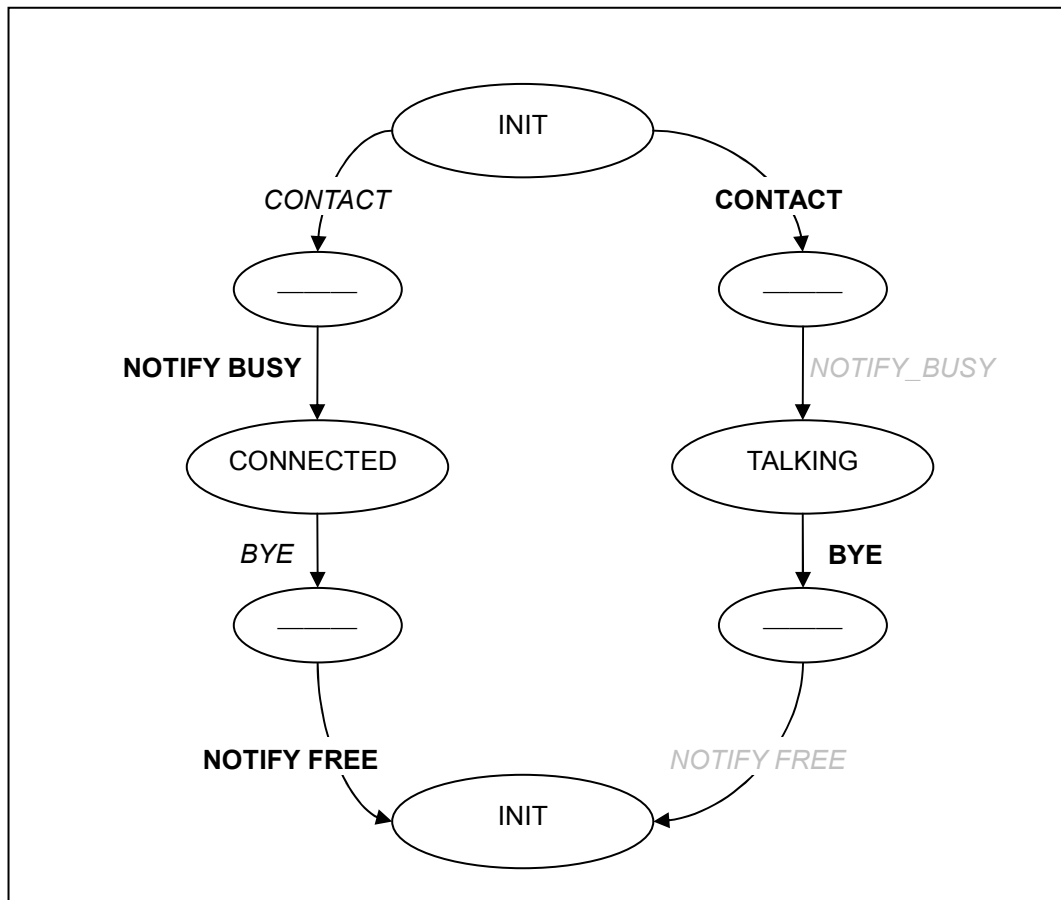 INIT
CONTACT
CONTACT
______
______
NOTIFY BUSY
NOTIFY_BUSY
CONNECTED
TALKING
BYE
BYE
______
______
NOTIFY FREE
NOTIFY FREE
INIT